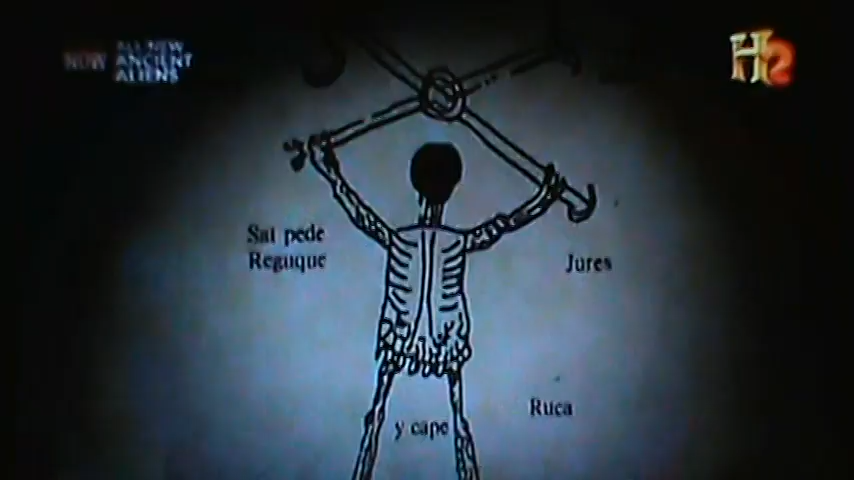 NOW
ALL NEW
ANCIENT
ALIENS
H2
Sat pede
Reguque
Jures
Ruca
y cape